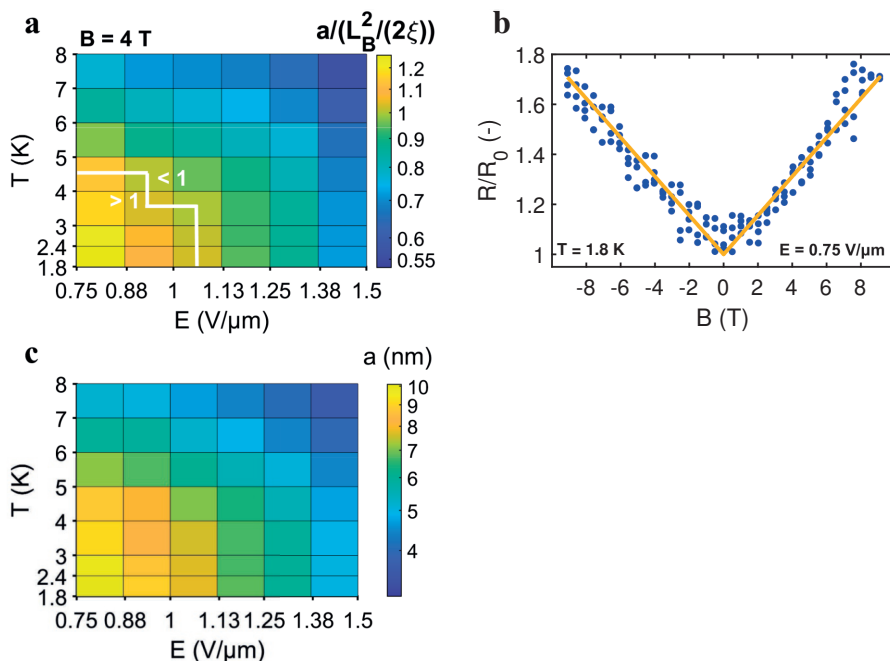 a
B = 4 T
a/(L_B^2/(2ξ))
8
7
6
5
4
3
2.4
1.8
T (K)
< 1
> 1
1.2
1.1
1
0.9
0.8
0.7
0.6
0.55
0.75 0.88 1 1.13 1.25 1.38 1.5
E (V/μm)
b
1.8
1.6
1.4
1.2
1
R/R_0 (-)
T = 1.8 K
E = 0.75 V/μm
-8 -6 -4 -2 0 2 4 6 8
B (T)
c
a (nm)
8
7
6
5
4
3
2.4
1.8
T (K)
10
9
8
7
6
5
4
0.75 0.88 1 1.13 1.25 1.38 1.5
E (V/μm)